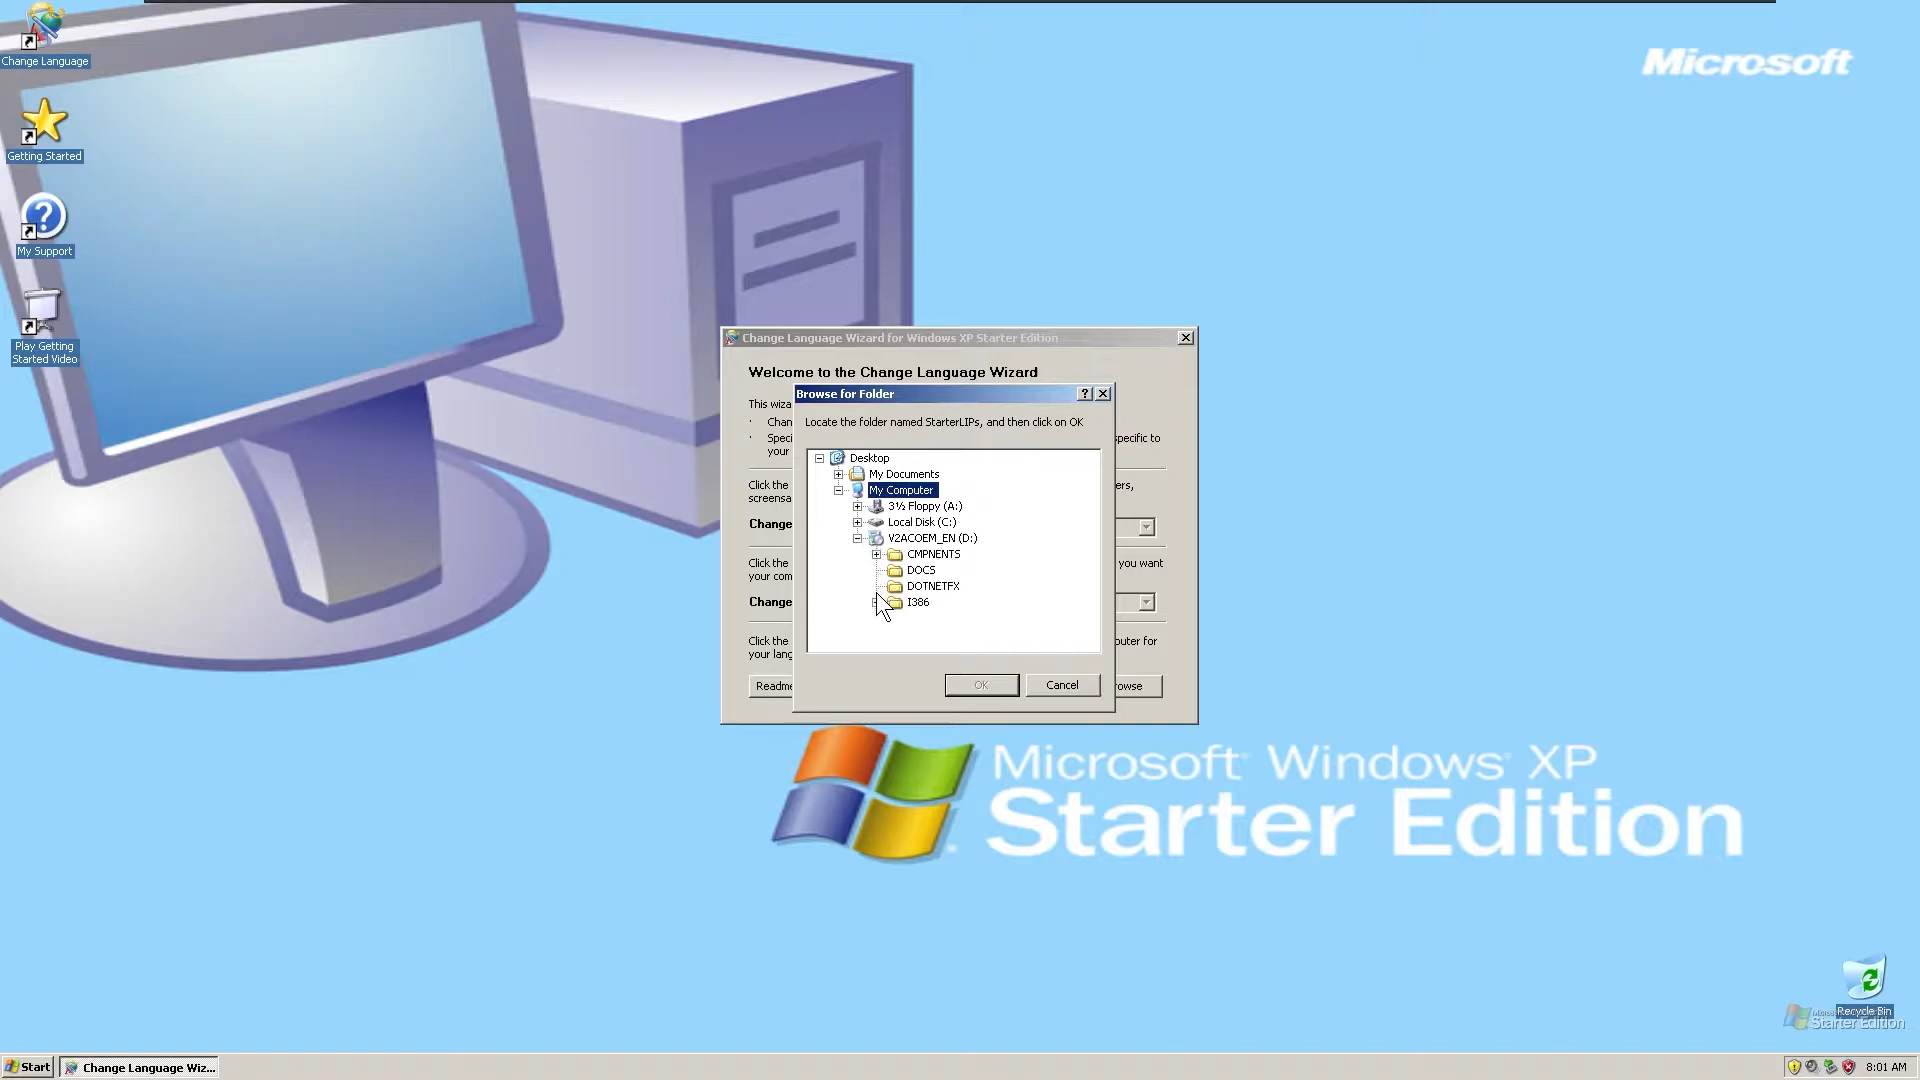 Change Language
Getting Started
My Support
Play Getting
Started Video
Microsoft
Change Language Wizard for Windows XP Starter Edition
Welcome to the Change Language Wizard
This wiza
Chan
Speci
your
specific to
Click the
screensa
ers,
Change
Click the
your com
you want
Change
Click the
your lang
outer for
Readme
owse
Browse for Folder
Locate the folder named StarterLIPs, and then click on OK
Desktop
My Documents
My Computer
3½ Floppy (A:)
Local Disk (C:)
V2ACOEM_EN (D:)
CMPNENTS
DOCS
DOTNETFX
I386
OK
Cancel
Microsoft Windows XP
Starter Edition
Recycle Bin
Starter Edition
Start
Change Language Wiz...
8:01 AM